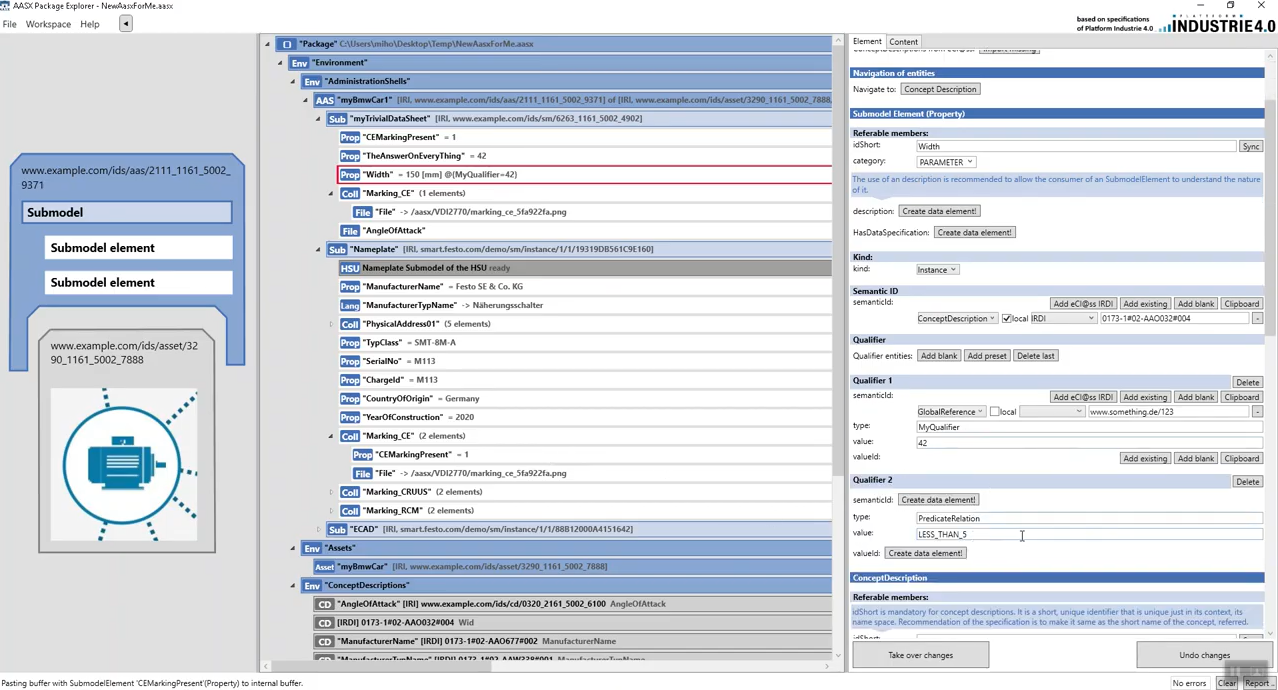 AASX Package Explorer - NewAasxForMe.aasx
File Workspace Help
based on specifications
of Platform Industrie 4.0
PLATTFORM
INDUSTRIE4.0
www.example.com/ids/aas/2111_1161_5002_
9371
Submodel
Submodel element
Submodel element
www.example.com/ids/asset/32
90_1161_5002_7888
"Package" C:\Users\miho\Desktop\Temp\NewAasxForMe.aasx
Env "Environment"
Env "AdministrationShells"
AAS "myBmwCar1" [IRI, www.example.com/ids/aas/2111_1161_5002_9371] of [IRI, www.example.com/ids/asset/3290_1161_5002_7888,
Sub "myTrivialDataSheet" [IRI, www.example.com/ids/sm/6263_1161_5002_4902]
Prop "CEMarkingPresent" = 1
Prop "TheAnswerOnEveryThing" = 42
Prop "Width" = 150 [mm] @{MyQualifier=42}
Coll "Marking_CE" (1 elements)
File "File" -> /aasx/VDI2770/marking_ce_5fa922fa.png
File "AngleOfAttack"
Sub "Nameplate" [IRI, smart.festo.com/demo/sm/instance/1/1/19319DB561C9E160]
HSU Nameplate Submodel of the HSU ready
Prop "ManufacturerName" = Festo SE & Co. KG
Lang "ManufacturerTypName" -> Näherungsschalter
Coll "PhysicalAddress01" (5 elements)
Prop "TypClass" = SMT-8M-A
Prop "SerialNo" = M113
Prop "ChargeId" = M113
Prop "CountryOfOrigin" = Germany
Prop "YearOfConstruction" = 2020
Coll "Marking_CE" (2 elements)
Prop "CEMarkingPresent" = 1
File "File" -> /aasx/VDI2770/marking_ce_5fa922fa.png
Coll "Marking_CRUUS" (2 elements)
Coll "Marking_RCM" (2 elements)
Sub "ECAD" [IRI, smart.festo.com/demo/sm/instance/1/1/88B12000A4151642]
Env "Assets"
Asset "myBmwCar" [IRI, www.example.com/ids/asset/3290_1161_5002_7888]
Env "ConceptDescriptions"
CD "AngleOfAttack" [IRI] www.example.com/ids/cd/0320_2161_5002_6100 AngleOfAttack
CD [IRDI] 0173-1#02-AAO032#004 Wid
CD "ManufacturerName" [IRDI] 0173-1#02-AAO677#002 ManufacturerName
Element Content
Navigation of entities
Navigate to: Concept Description
Submodel Element (Property)
Referable members:
idShort: Width Sync
category: PARAMETER
The use of an description is recommended to allow the consumer of an SubmodelElement to understand the nature
of it.
description: Create data element!
HasDataSpecification: Create data element!
Kind:
kind: Instance
Semantic ID
semanticId: Add eCl@ss IRDI Add existing Add blank Clipboard
ConceptDescription local IRDI 0173-1#02-AAO032#004 -
Qualifier
Qualifier entities: Add blank Add preset Delete last
Qualifier 1 Delete
semanticId: Add eCl@ss IRDI Add existing Add blank Clipboard
GlobalReference local www.something.de/123 -
type: MyQualifier
value: 42
valueId: Add existing Add blank Clipboard
Qualifier 2 Delete
semanticId: Create data element!
type: PredicateRelation
value: LESS_THAN_5
valueId: Create data element!
ConceptDescription
Referable members:
idShort is mandatory for concept descriptions. It is a short, unique identifier that is unique just in its context, its
name space. Recommendation of the specification is to make it same as the short name of the concept, referred.
Take over changes Undo changes
Pasting buffer with SubmodelElement 'CEMarkingPresent'(Property) to internal buffer.
No errors Clear Report..